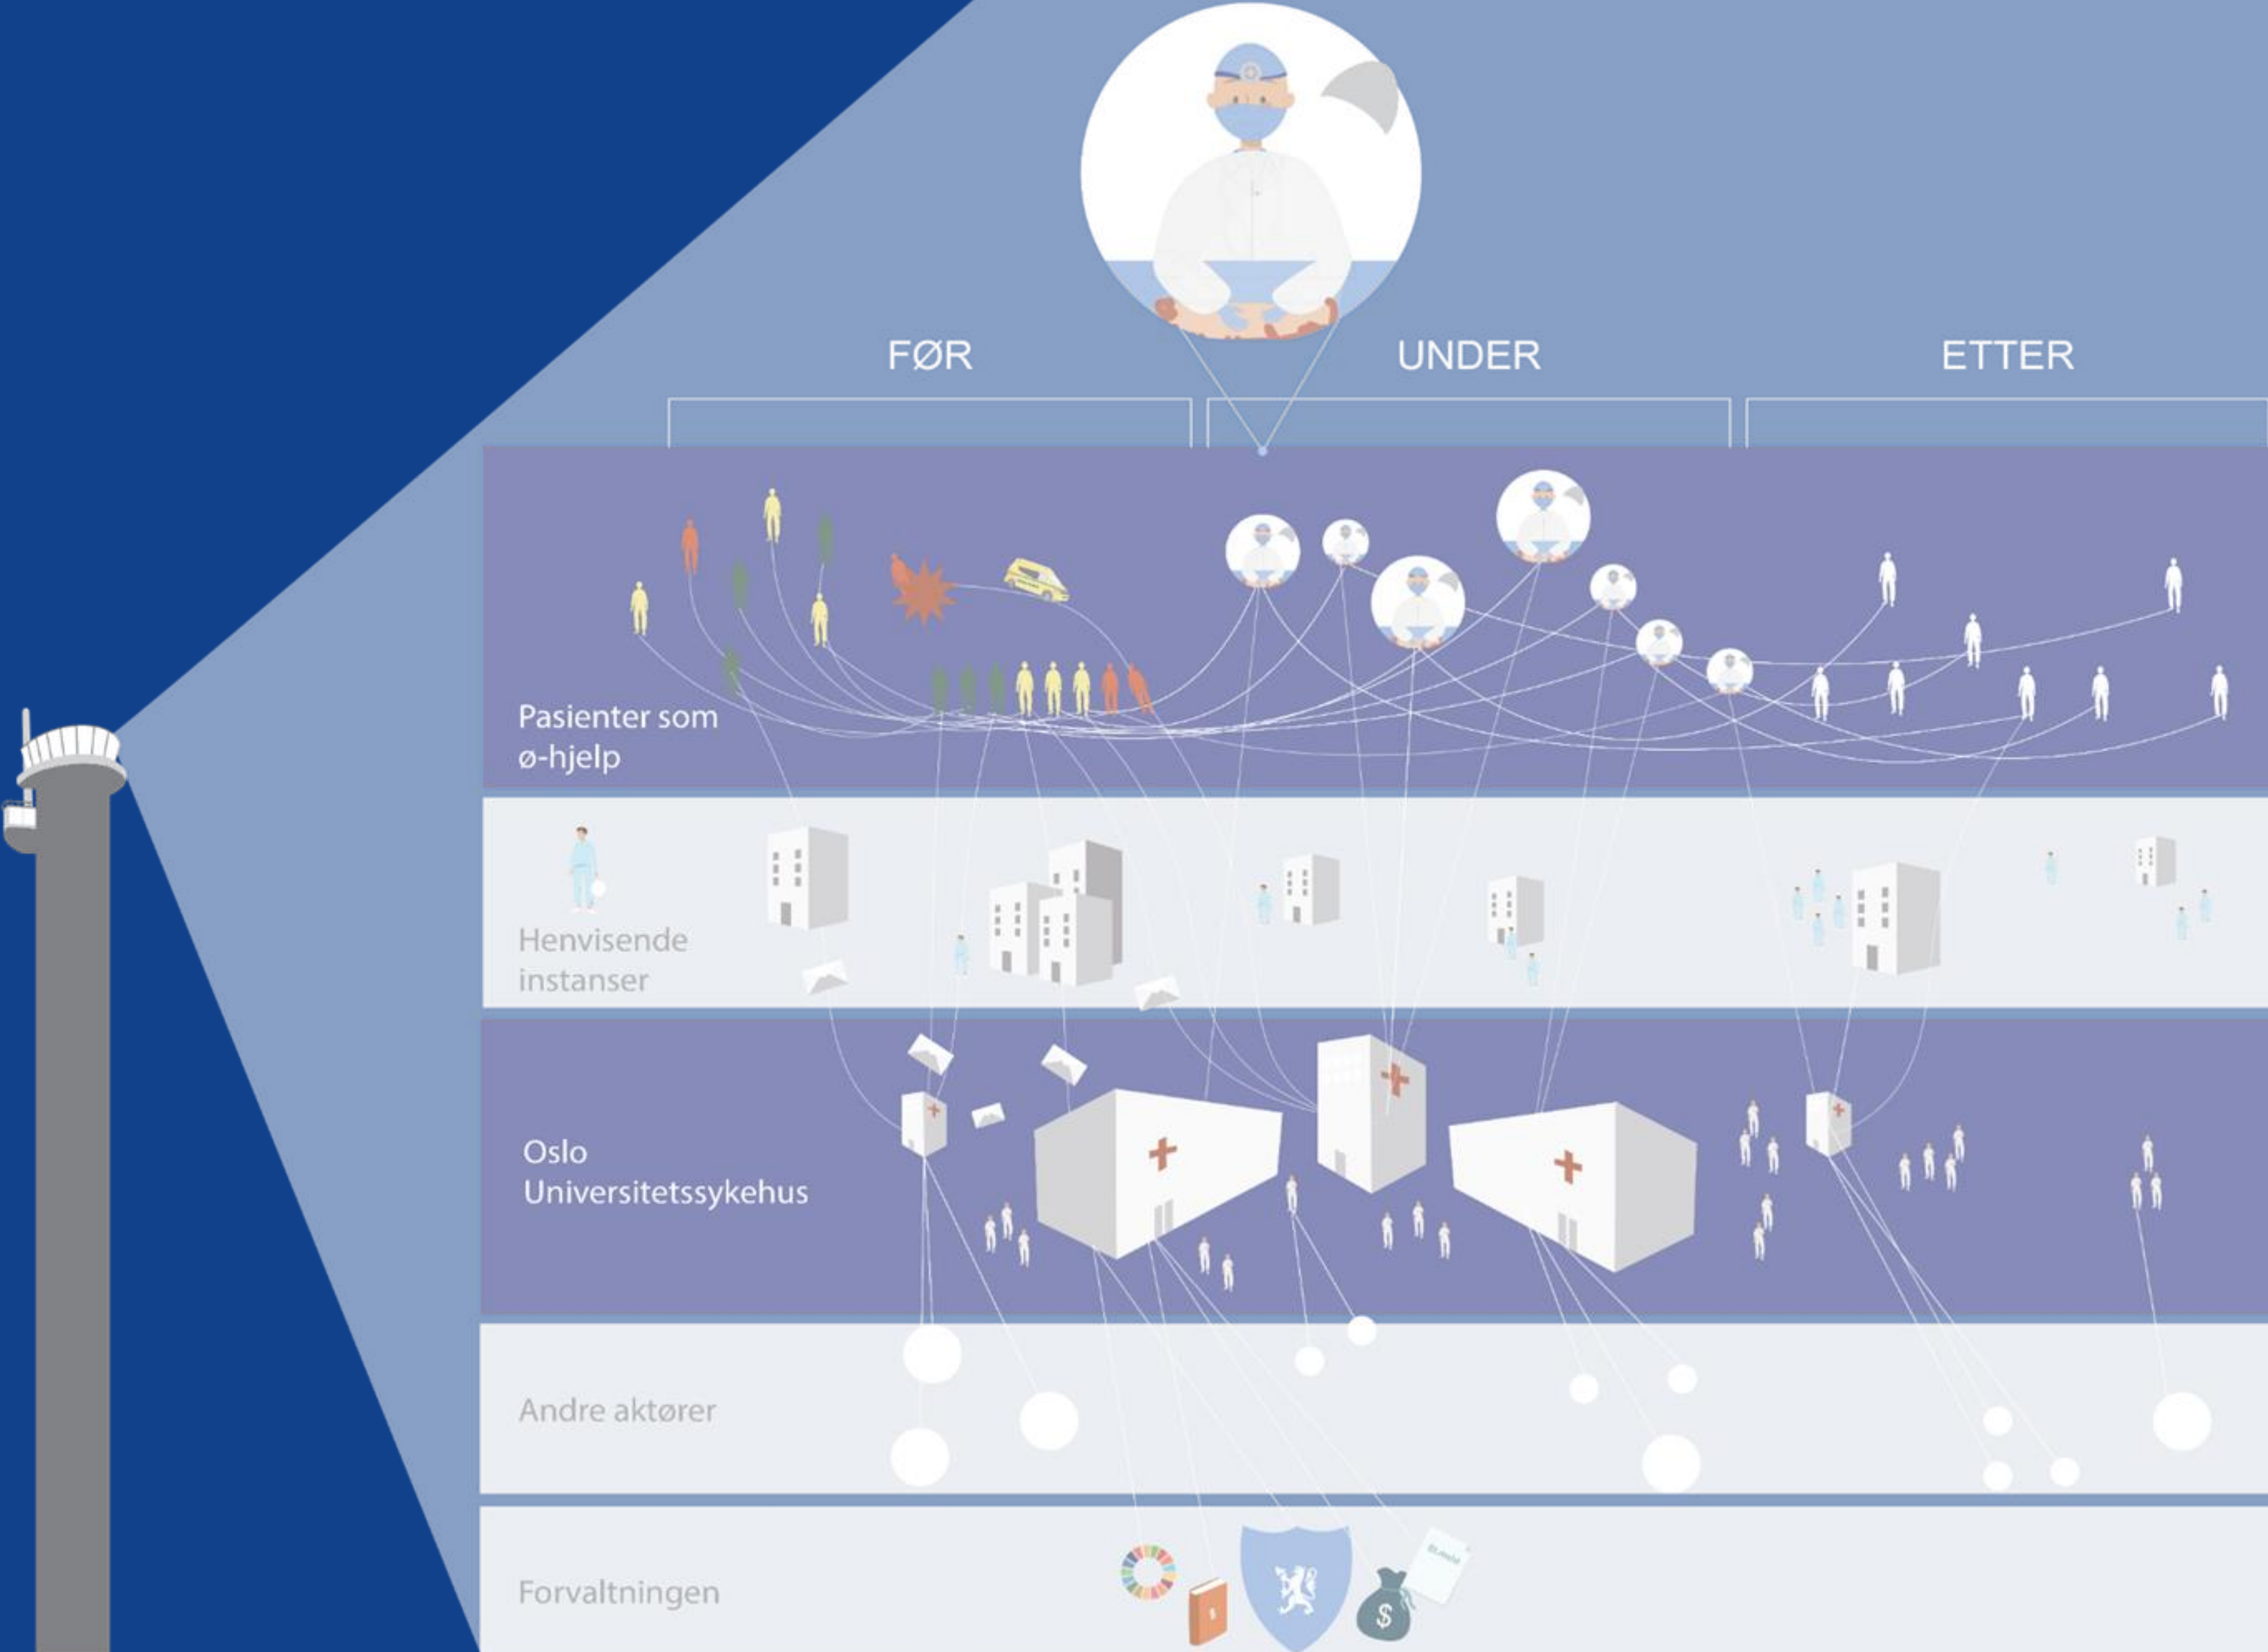 FØR
UNDER
ETTER
Pasienter som
ø-hjelp
Henvisende
instanser
Oslo
Universitetssykehus
Andre aktører
Forvaltningen
$